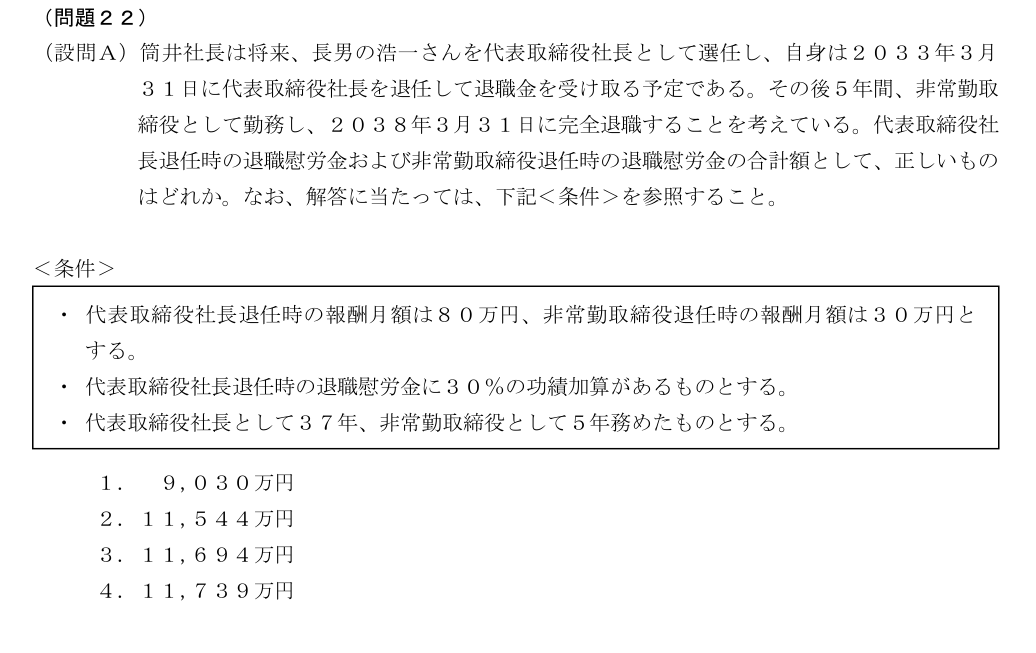 (問題２２)
(設問Ａ) 筒井社長は将来、長男の浩一さんを代表取締役社長として選任し、自身は２０３３年３月
３１日に代表取締役社長を退任して退職金を受け取る予定である。その後５年間、非常勤取
締役として勤務し、２０３８年３月３１日に完全退職することを考えている。代表取締役社
長退任時の退職慰労金および非常勤取締役退任時の退職慰労金の合計額として、正しいもの
はどれか。なお、解答に当たっては、下記＜条件＞を参照すること。
＜条件＞
・ 代表取締役社長退任時の報酬月額は８０万円、非常勤取締役退任時の報酬月額は３０万円と
する。
・ 代表取締役社長退任時の退職慰労金に３０％の功績加算があるものとする。
・ 代表取締役社長として３７年、非常勤取締役として５年務めたものとする。
１． ９,０３０万円
２．１１,５４４万円
３．１１,６９４万円
４．１１,７３９万円